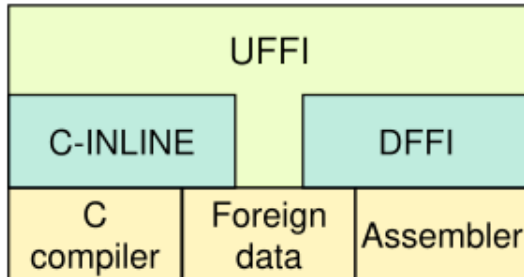 UFFI
C-INLINE
DFFI
C
compiler
Foreign
data
Assembler